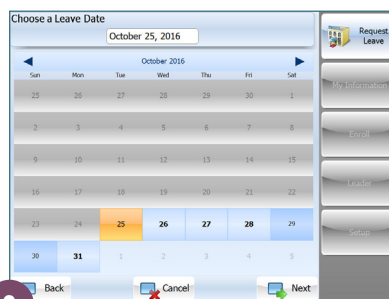 Choose a Leave Date
October 25, 2016
October 2016
Sun Mon Tue Wed Thu Fri Sat
25 26 27 28 29 30 1
2 3 4 5 6 7 8
9 10 11 12 13 14 15
16 17 18 19 20 21 22
23 24 25 26 27 28 29
30 31 1 2 3 4 5
Back Cancel Next
Request
Leave
My Information
Enroll
Leader
Setup